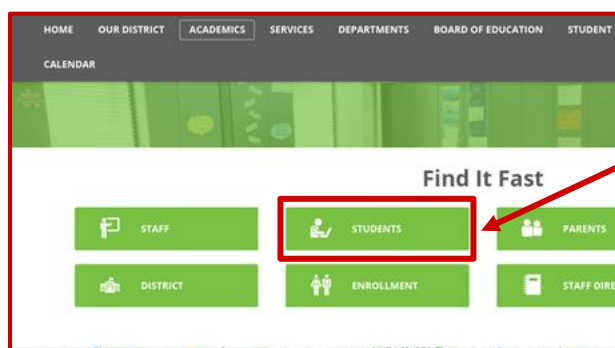 HOME OUR DISTRICT ACADEMICS SERVICES DEPARTMENTS BOARD OF EDUCATION STUDENT
CALENDAR
Find It Fast
STAFF STUDENTS PARENTS
DISTRICT ENROLLMENT STAFF DIRE